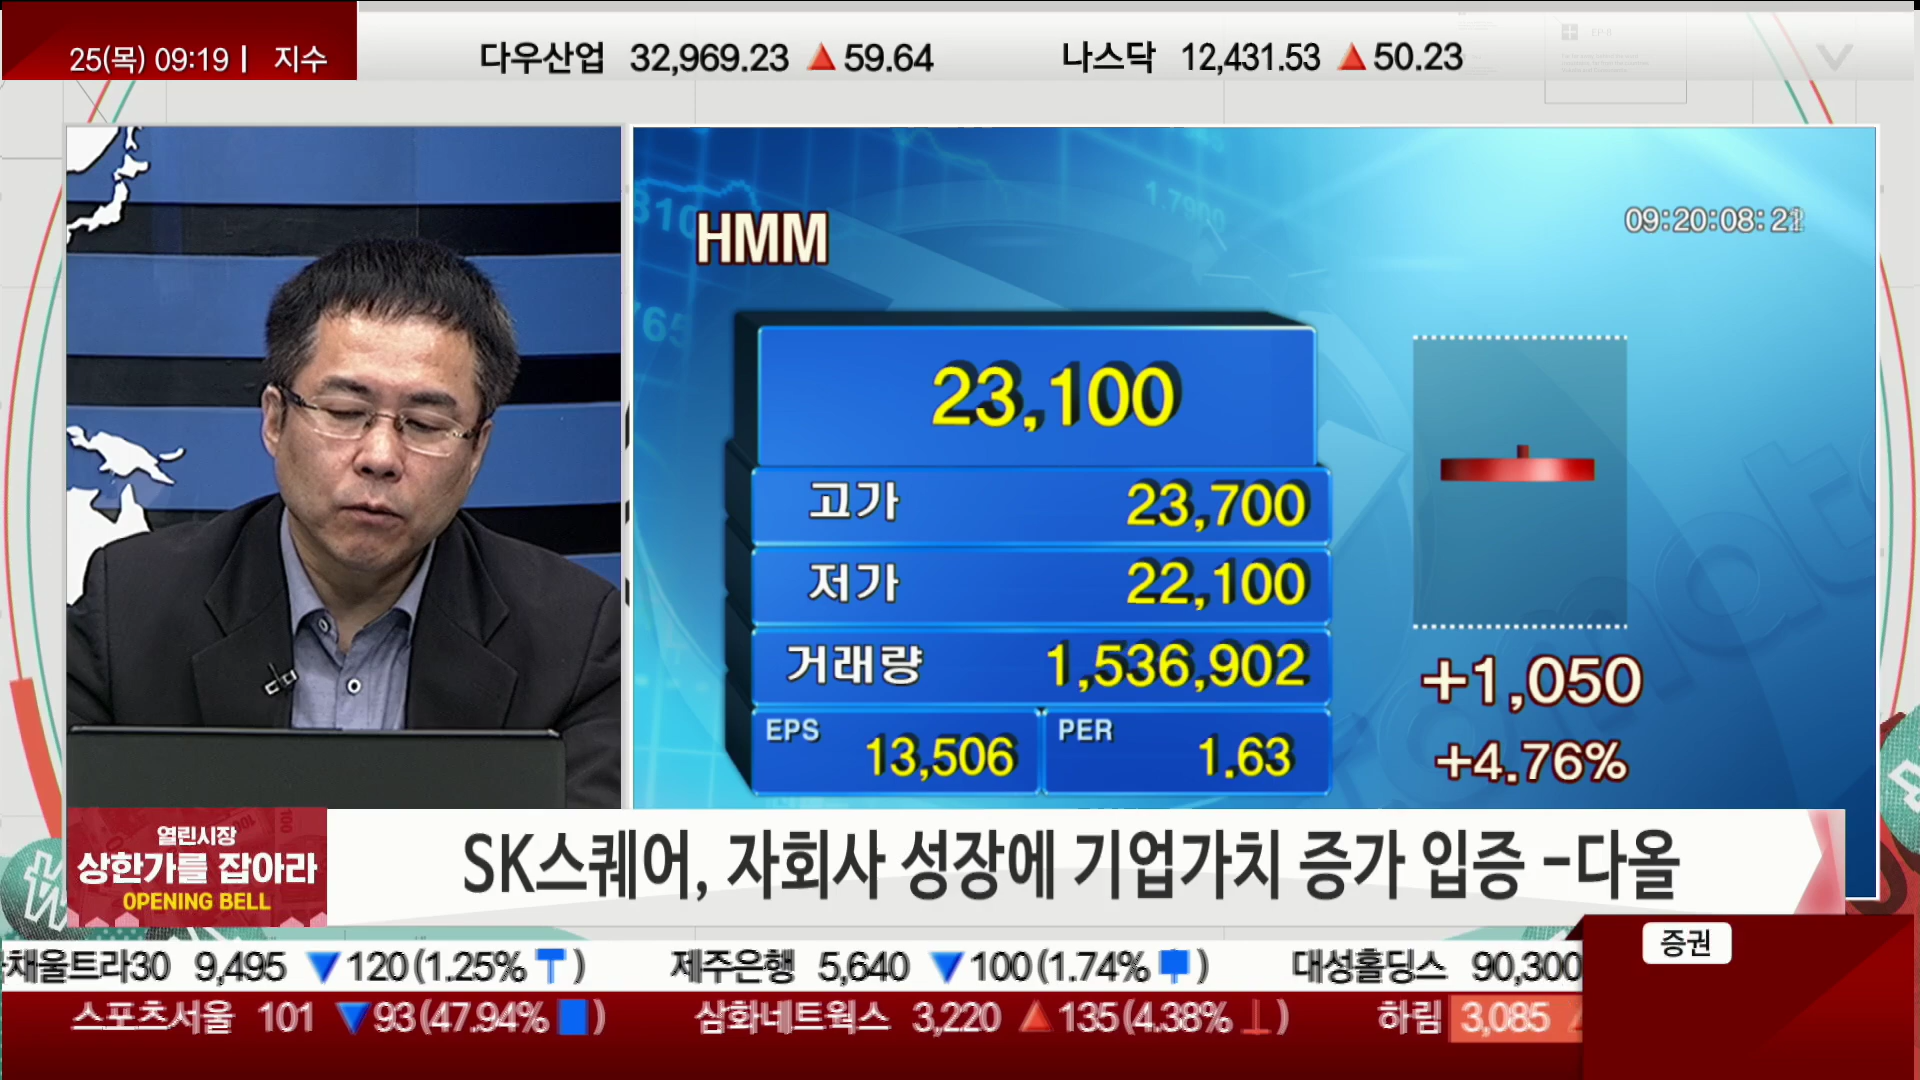 25(목) 09:19 | 지수
다우산업 32,969.23 ▲ 59.64 나스닥 12,431.53 ▲ 50.23
HMM
09:20:08:2
23,100
고가 23,700
저가 22,100
거래량 1,536,902
EPS 13,506 PER 1.63
+1,050
+4.76%
열린시장
상한가를 잡아라
OPENING BELL
SK스퀘어, 자회사 성장에 기업가치 증가 입증 -다올
채울트라30 9,495 ▼120(1.25%) 제주은행 5,640 ▼100(1.74%) 대성홀딩스 90,300
증권
스포츠서울 101 ▼93(47.94%) 삼화네트웍스 3,220 ▲135(4.38%) 하림 3,085